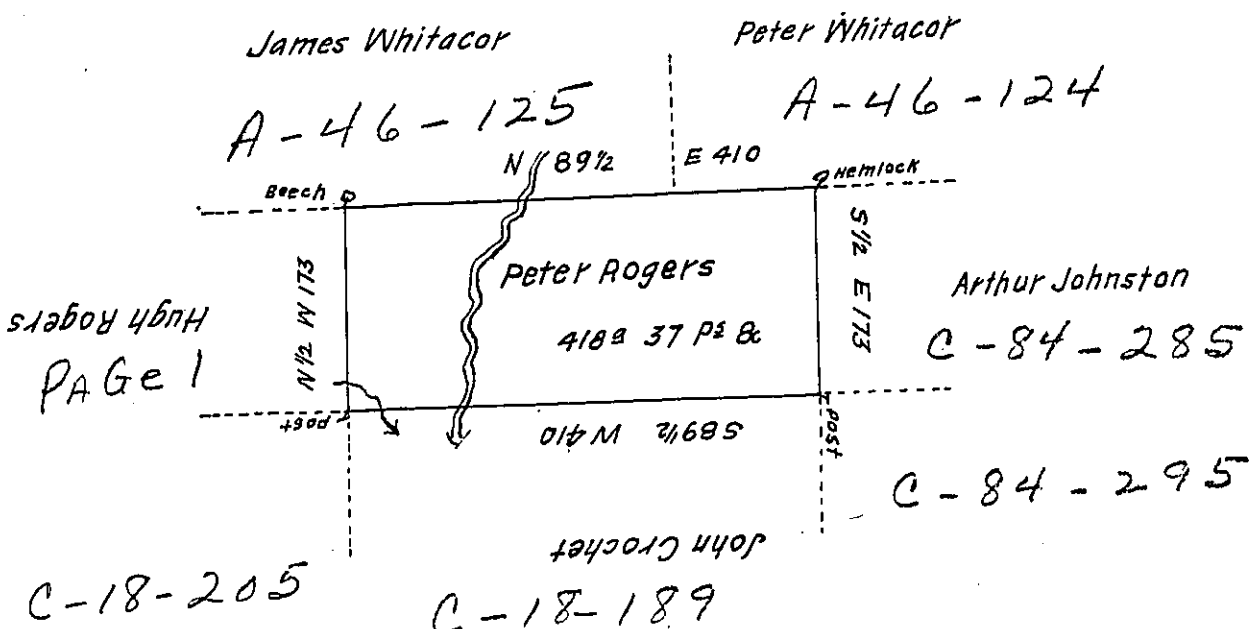 James Whitacor
Peter Whitacor
A-46-125
A-46-124
N 89½ E 410
Beech
Hemlock
N½ W 173
Peter Rogers
S½ E 173
Arthur Johnston
Hugh Rogers
418a 37 Ps &c
C-84-285
PAGe 1
Post
S89½ W410
Post
C-84-295
John Crochet
C-18-205
C-18-189